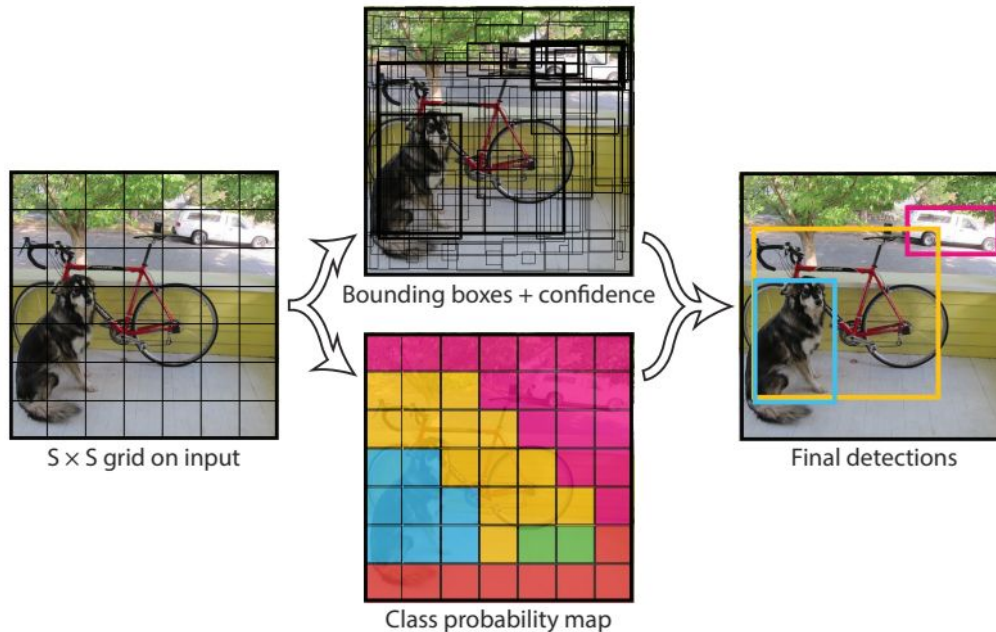 Bounding boxes + confidence
S × S grid on input
Final detections
Class probability map